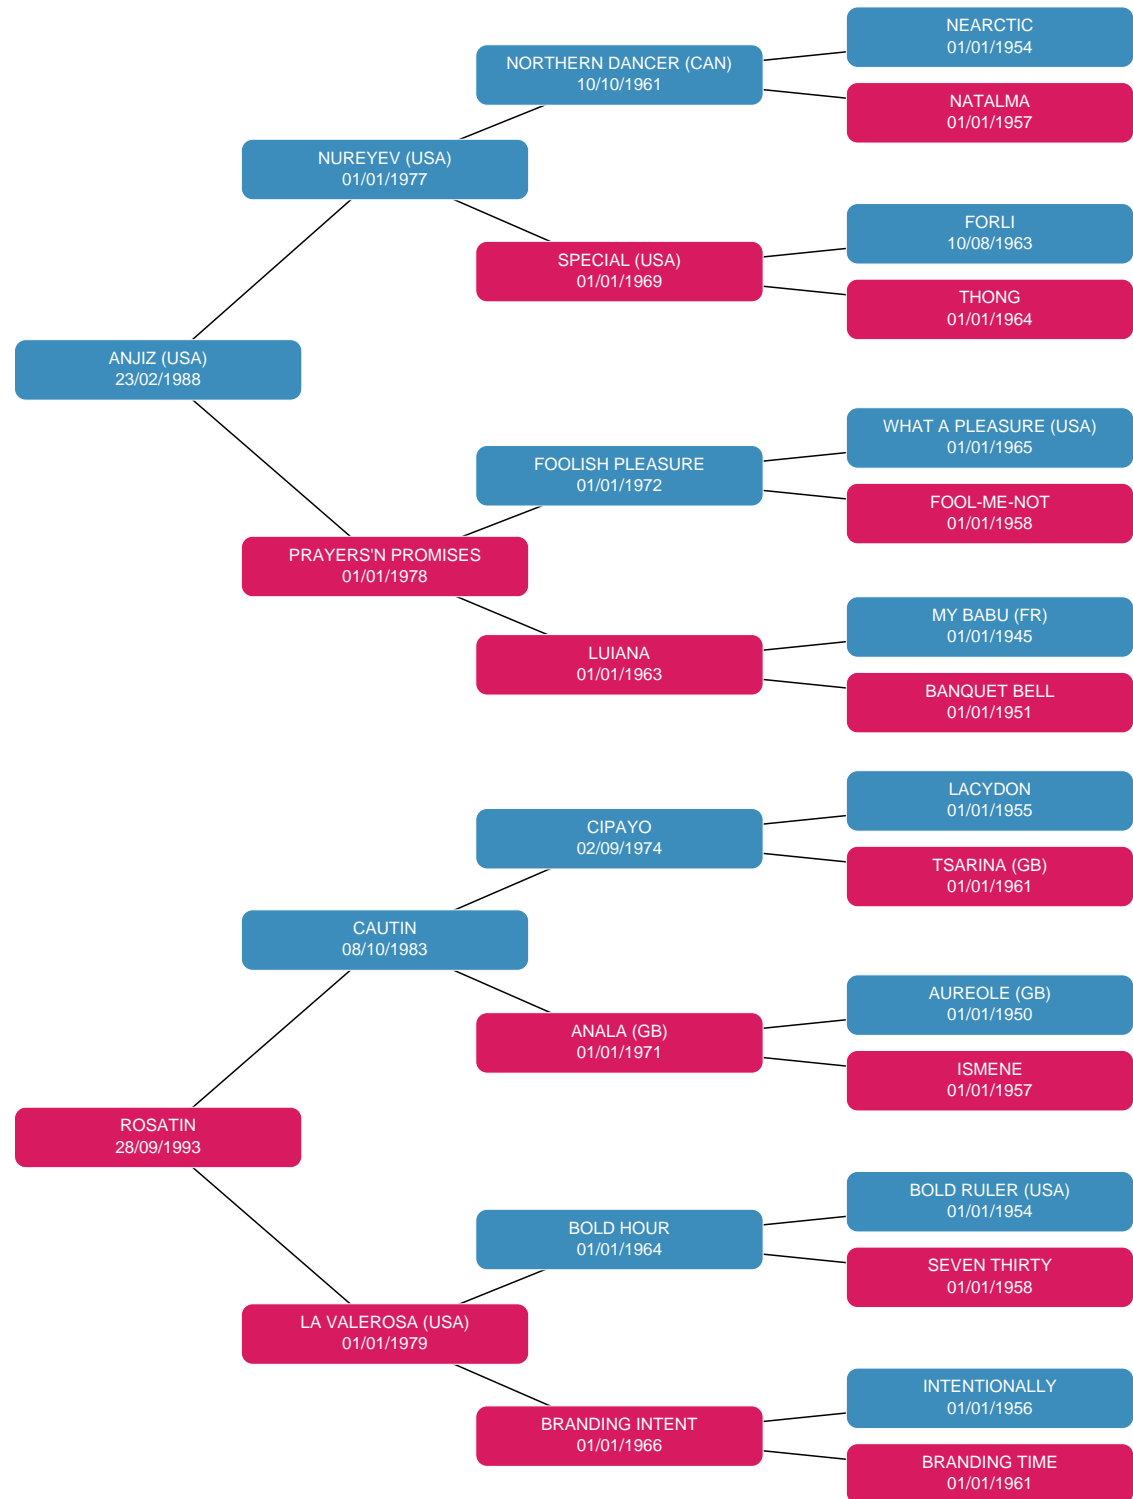 NEARCTIC
01/01/1954
NORTHERN DANCER (CAN)
10/10/1961
NATALMA
01/01/1957
NUREYEV (USA)
01/01/1977
FORLI
10/08/1963
SPECIAL (USA)
01/01/1969
THONG
01/01/1964
ANJIZ (USA)
23/02/1988
WHAT A PLEASURE (USA)
01/01/1965
FOOLISH PLEASURE
01/01/1972
FOOL-ME-NOT
01/01/1958
PRAYERS'N PROMISES
01/01/1978
MY BABU (FR)
01/01/1945
LUIANA
01/01/1963
BANQUET BELL
01/01/1951
LACYDON
01/01/1955
CIPAYO
02/09/1974
TSARINA (GB)
01/01/1961
CAUTIN
08/10/1983
AUREOLE (GB)
01/01/1950
ANALA (GB)
01/01/1971
ISMENE
01/01/1957
ROSATIN
28/09/1993
BOLD RULER (USA)
01/01/1954
BOLD HOUR
01/01/1964
SEVEN THIRTY
01/01/1958
LA VALEROSA (USA)
01/01/1979
INTENTIONALLY
01/01/1956
BRANDING INTENT
01/01/1966
BRANDING TIME
01/01/1961